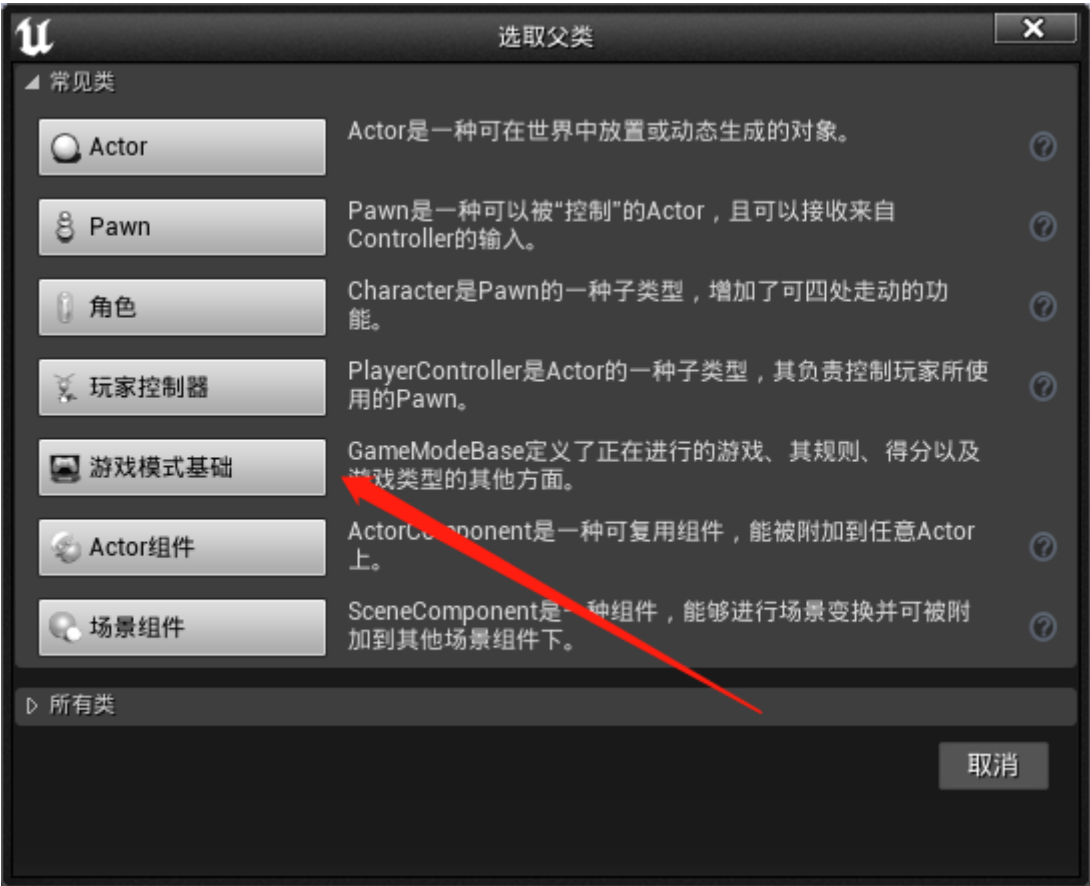 选取父类
常见类
Actor
Actor是一种可在世界中放置或动态生成的对象。
Pawn
Pawn是一种可以被“控制”的Actor，且可以接收来自
Controller的输入。
角色
Character是Pawn的一种子类型，增加了可四处走动的功
能。
玩家控制器
PlayerController是Actor的一种子类型，其负责控制玩家所使
用的Pawn。
游戏模式基础
GameModeBase定义了正在进行的游戏、其规则、得分以及
游戏类型的其他方面。
Actor组件
ActorComponent是一种可复用组件，能被附加到任意Actor
上。
场景组件
SceneComponent是一种组件，能够进行场景变换并可被附
加到其他场景组件下。
所有类
取消